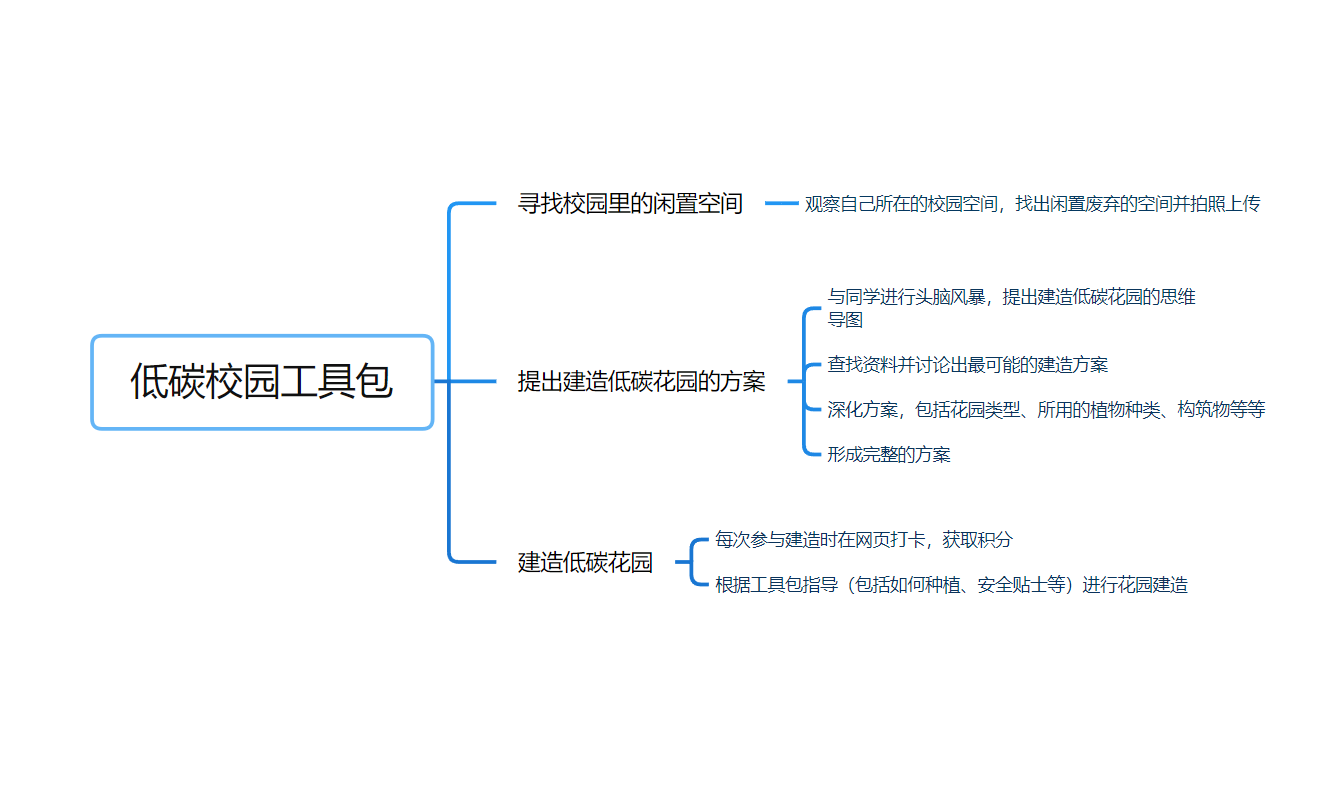 低碳校园工具包
寻找校园里的闲置空间
观察自己所在的校园空间，找出闲置废弃的空间并拍照上传
提出建造低碳花园的方案
与同学进行头脑风暴，提出建造低碳花园的思维
导图
查找资料并讨论出最可能的建造方案
深化方案，包括花园类型、所用的植物种类、构筑物等等
形成完整的方案
建造低碳花园
每次参与建造时在网页打卡，获取积分
根据工具包指导（包括如何种植、安全贴士等）进行花园建造